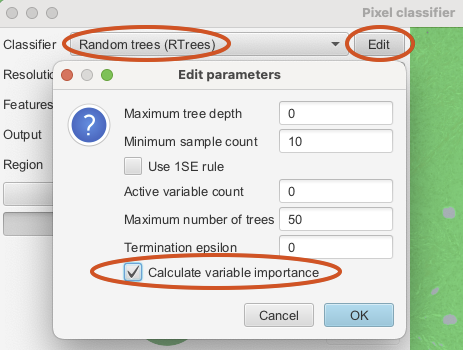 Pixel classifier
Classifier Random trees (RTrees) Edit
Resolutio
Features
Output
Region
Edit parameters
?
Maximum tree depth 0
Minimum sample count 10
Use 1SE rule
Active variable count 0
Maximum number of trees 50
Termination epsilon 0
Calculate variable importance
Cancel OK